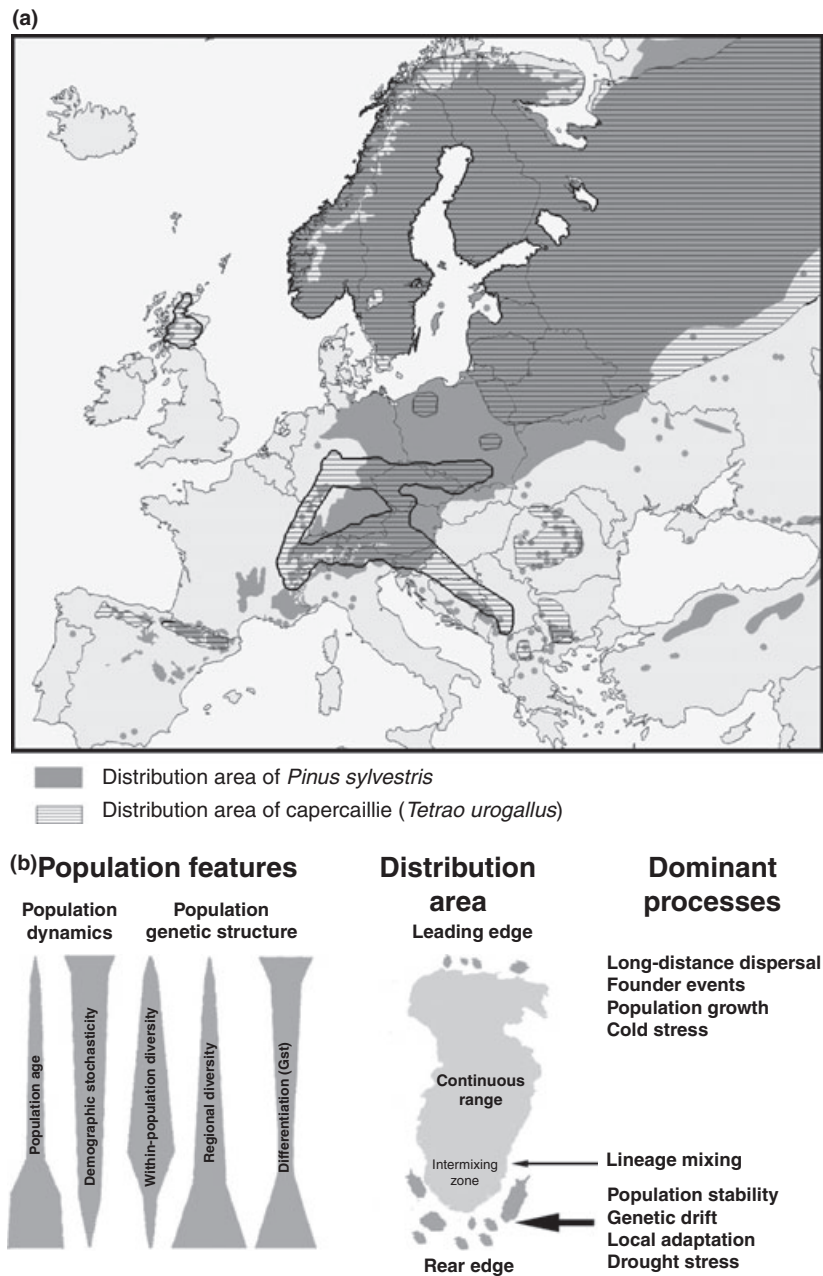 (a)
Distribution area of Pinus sylvestris
Distribution area of capercaillie (Tetrao urogallus)
(b) Population features
Population
dynamics
Population
genetic structure
Population age
Demographic stochasticity
Within-population diversity
Regional diversity
Differentiation (Gst)
Distribution
area
Leading edge
Continuous
range
Intermixing
zone
Rear edge
Dominant
processes
Long-distance dispersal
Founder events
Population growth
Cold stress
Lineage mixing
Population stability
Genetic drift
Local adaptation
Drought stress